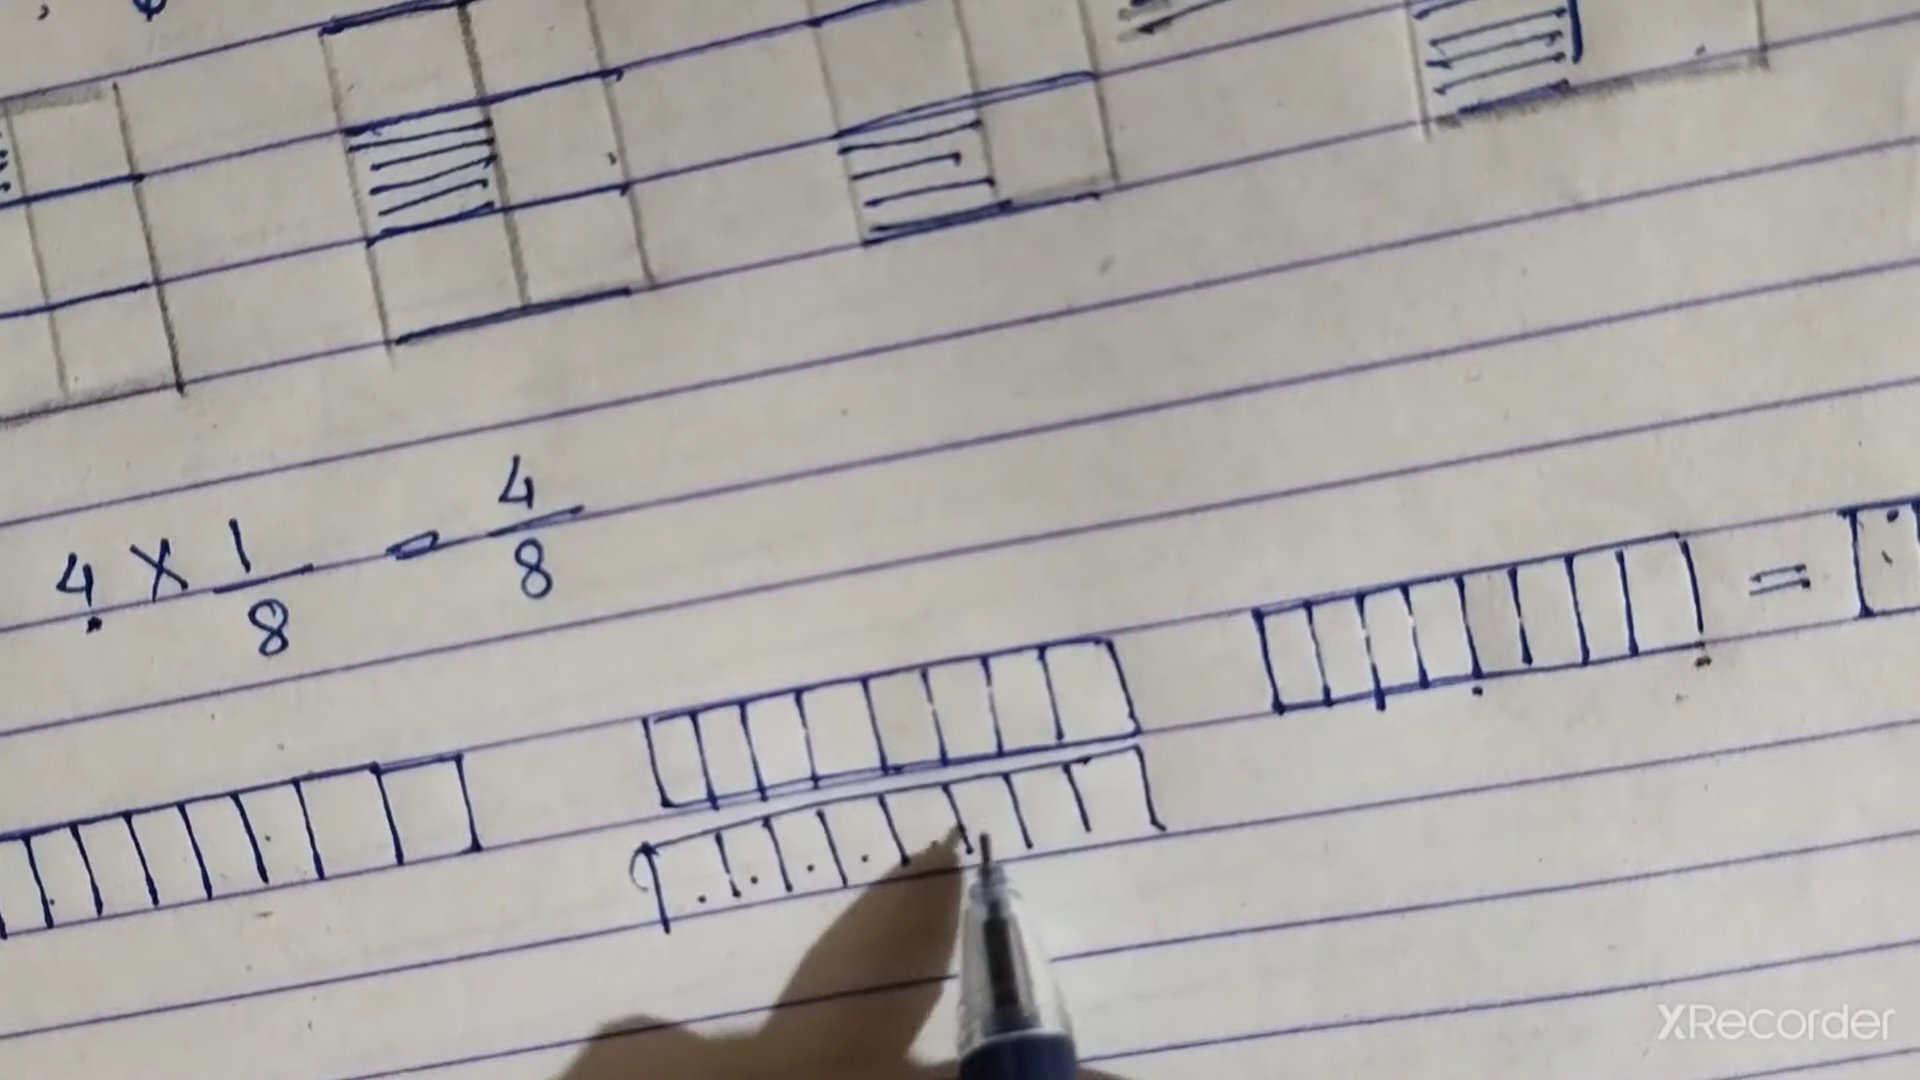 4 × 1/8 = 4/8
=
XRecorder